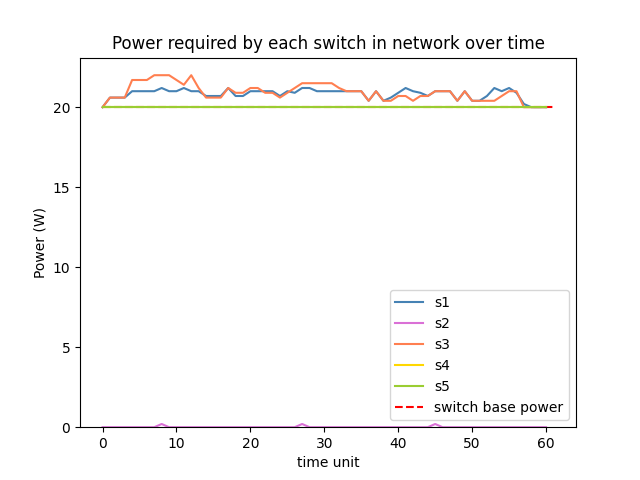 Power required by each switch in network over time
Power (W)
20
15
10
5
0
0 10 20 30 40 50 60
time unit
s1
s2
s3
s4
s5
switch base power